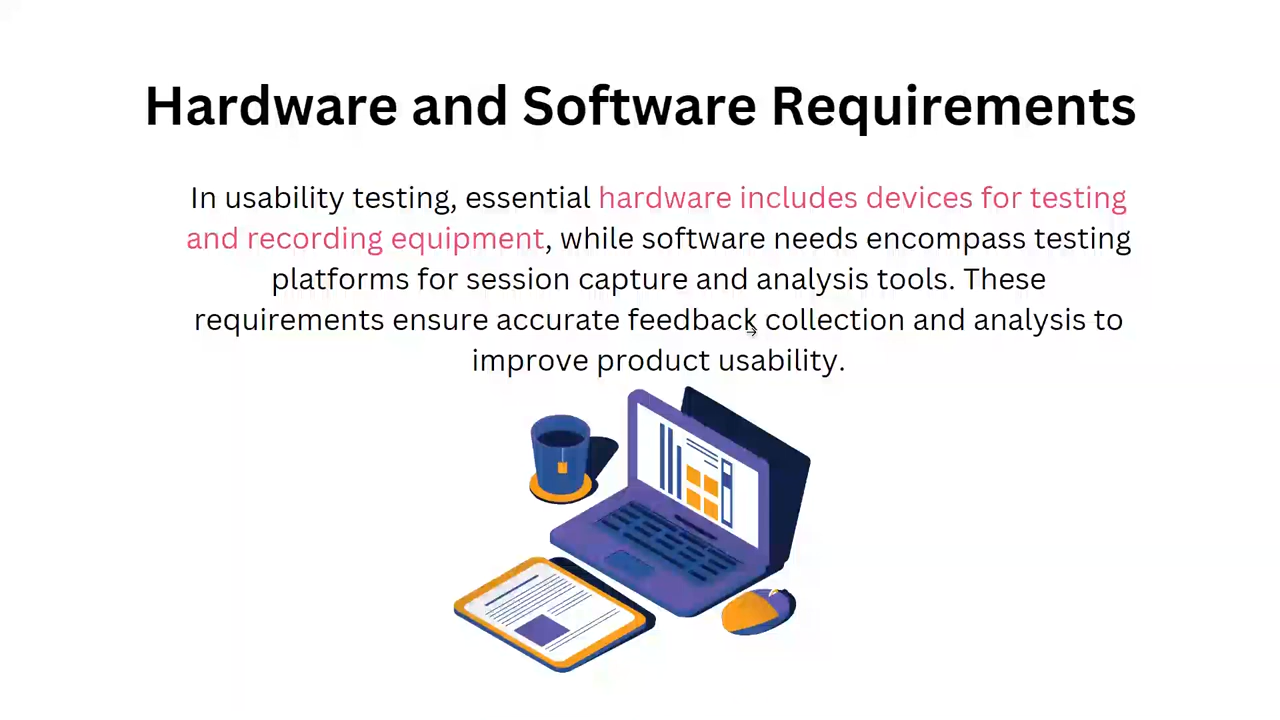 Hardware and Software Requirements
In usability testing, essential hardware includes devices for testing
and recording equipment, while software needs encompass testing
platforms for session capture and analysis tools. These
requirements ensure accurate feedback collection and analysis to
improve product usability.